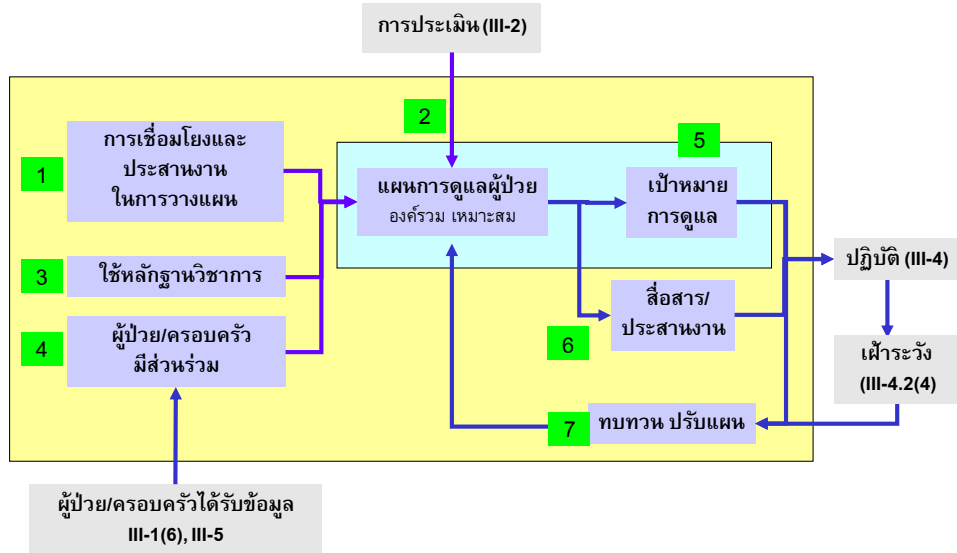 การประเมิน (III-2)
2
5
1
การเชื่อมโยงและ
ประสานงาน
ในการวางแผน
แผนการดูแลผู้ป่วย
องค์รวม เหมาะสม
เป้าหมาย
การดูแล
3
ใช้หลักฐานวิชาการ
4
ผู้ป่วย/ครอบครัว
มีส่วนร่วม
6
สื่อสาร/
ประสานงาน
7
ทบทวน ปรับแผน
ปฏิบัติ (III-4)
เฝ้าระวัง
(III-4.2(4)
ผู้ป่วย/ครอบครัวได้รับข้อมูล
III-1(6), III-5